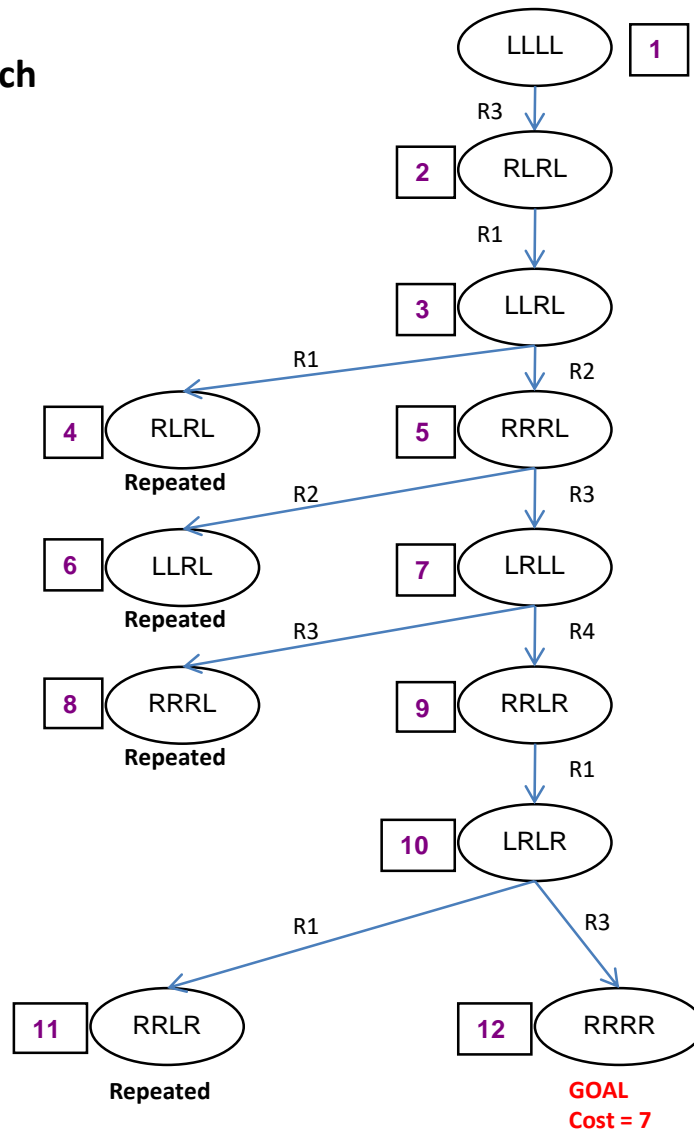 ch
LLLL
1
R3
2
RLRL
R1
3
LLRL
R1
R2
4
RLRL
5
RRRL
Repeated
R2
R3
6
LLRL
7
LRLL
Repeated
R3
R4
8
RRRL
9
RRLR
Repeated
R1
10
LRLR
R1
R3
11
RRLR
12
RRRR
Repeated
GOAL
Cost = 7